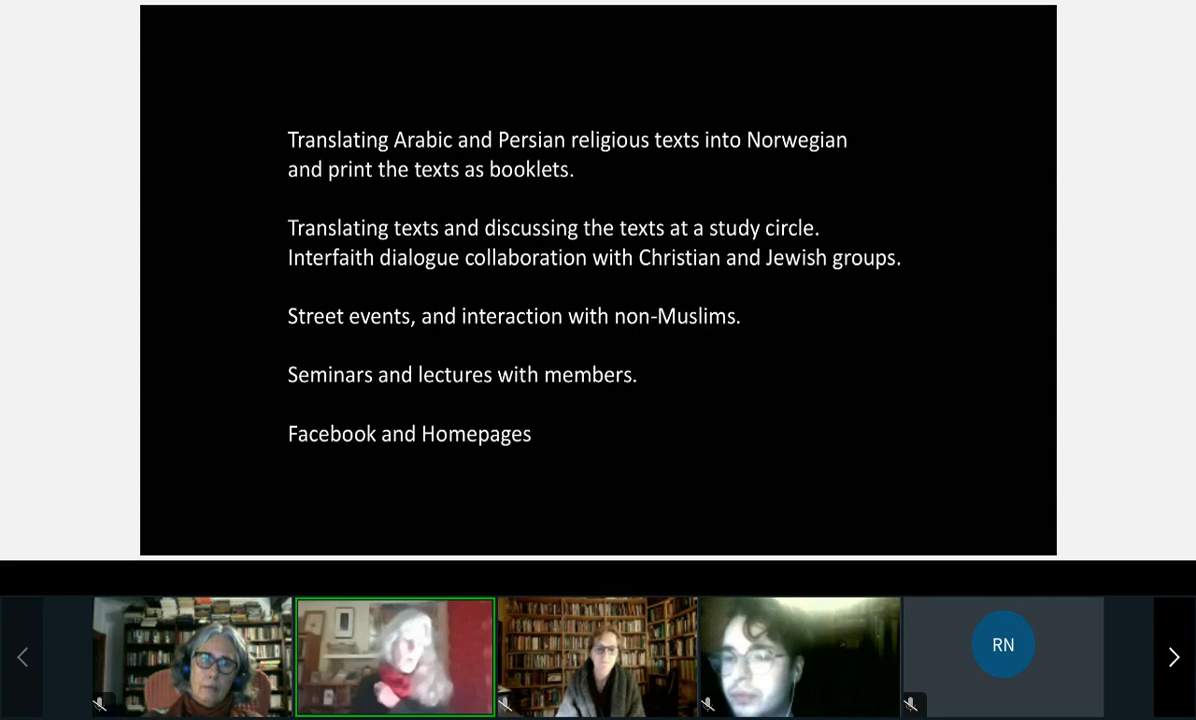 Translating Arabic and Persian religious texts into Norwegian
and print the texts as booklets.
Translating texts and discussing the texts at a study circle.
Interfaith dialogue collaboration with Christian and Jewish groups.
Street events, and interaction with non-Muslims.
Seminars and lectures with members.
Facebook and Homepages
RN